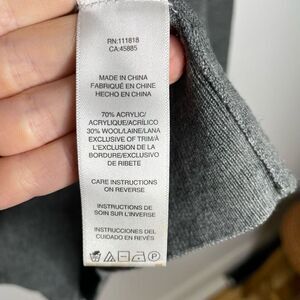 RN:111818
CA:45885
MADE IN CHINA
FABRIQUÉ EN CHINE
HECHO EN CHINA
70% ACRYLIC/
ACRYLIQUE/ACRÍLICO
30% WOOL/LAINE/LANA
EXCLUSIVE OF TRIM/À
L'EXCLUSION DE LA
BORDURE/EXCLUSIVO
DE RIBETE
CARE INSTRUCTIONS
ON REVERSE
INSTRUCTIONS DE
SOIN SUR L'INVERSE
INSTRUCCIONES DEL
CUIDADO EN REVÉS